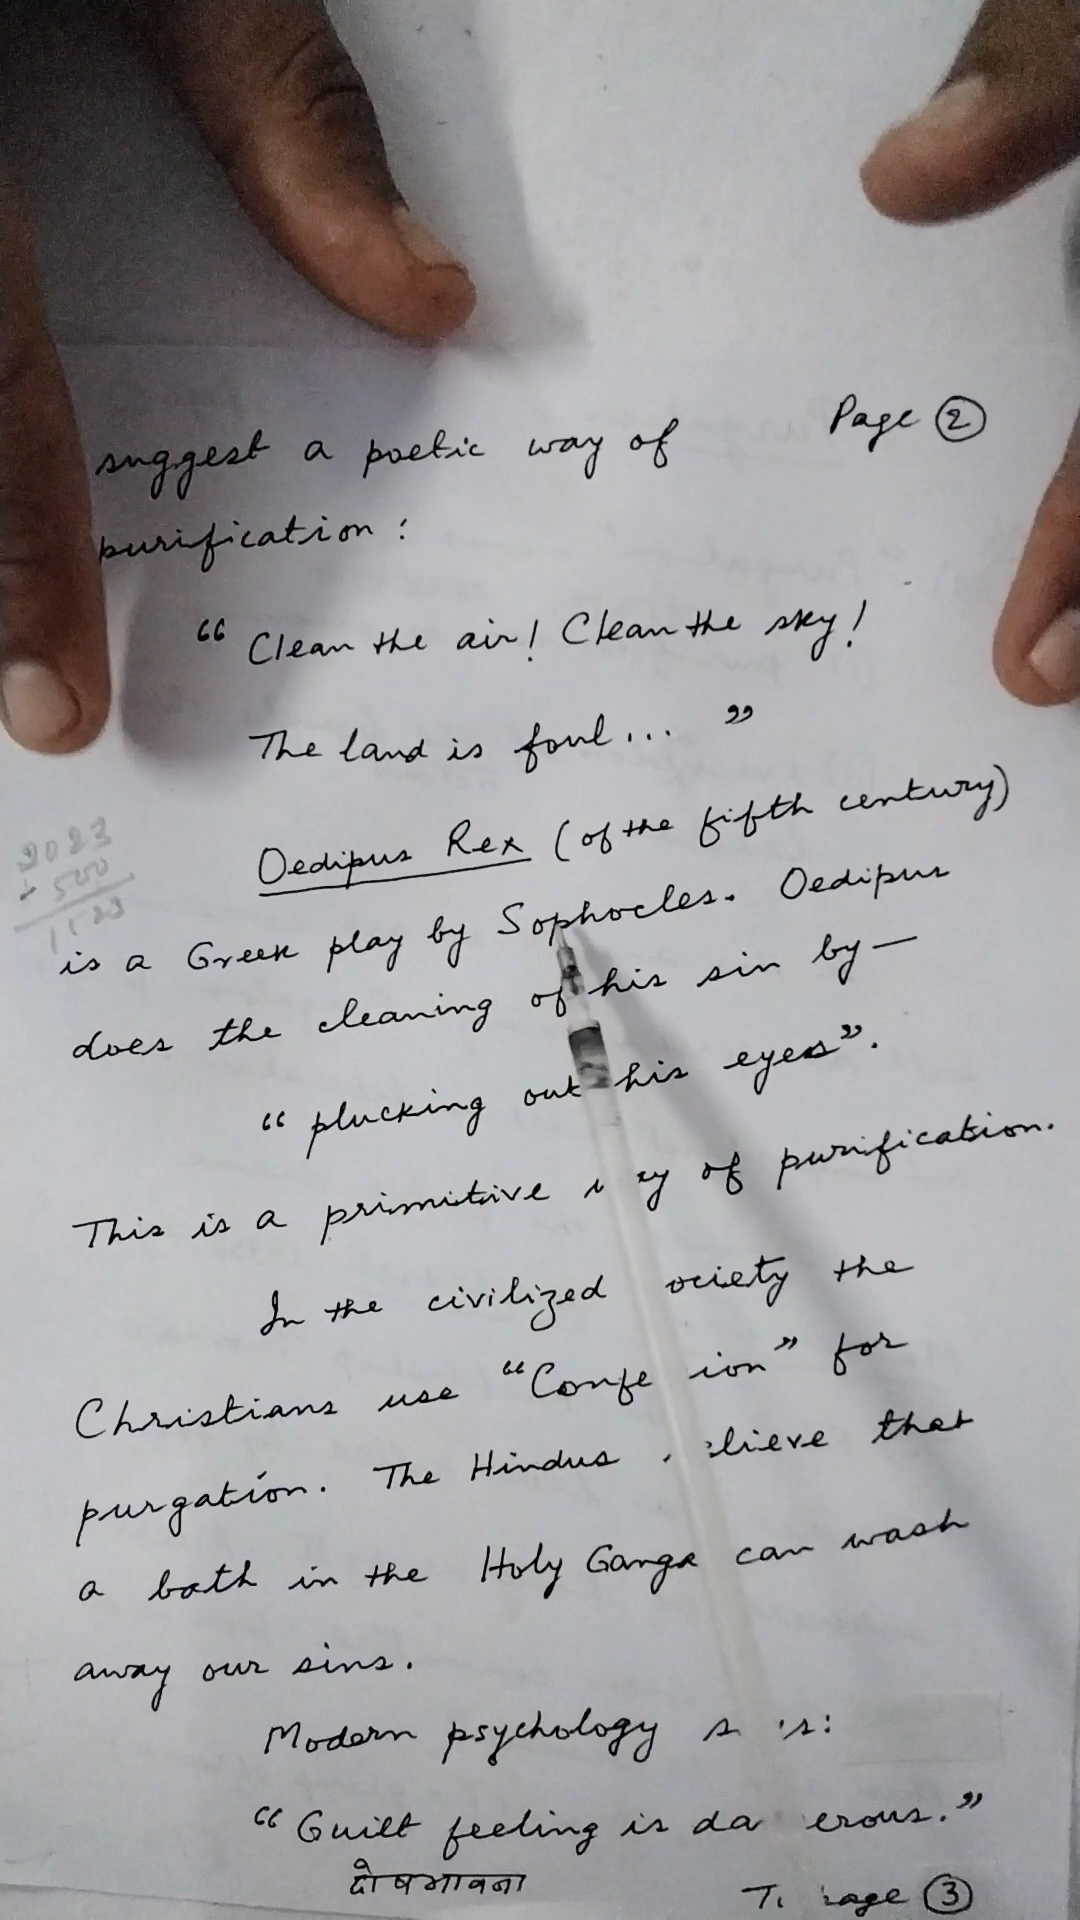 Page 2
suggest a poetic way of
purification :
“ Clean the air! Clean the sky!
The land is foul ... ”
Oedipus Rex (of the fifth century)
2023
- 500
is a Greek play by Sophocles. Oedipus
does the cleaning of his sin by —
“ plucking out his eyes”.
This is a primitive of purification.
In the civilized the
Christians use for
purgation. The Hindus that
a bath in the Holy Ganga can wash
away our sins.
Modern psychology
“ Guilt feeling is
दोषभावना
3